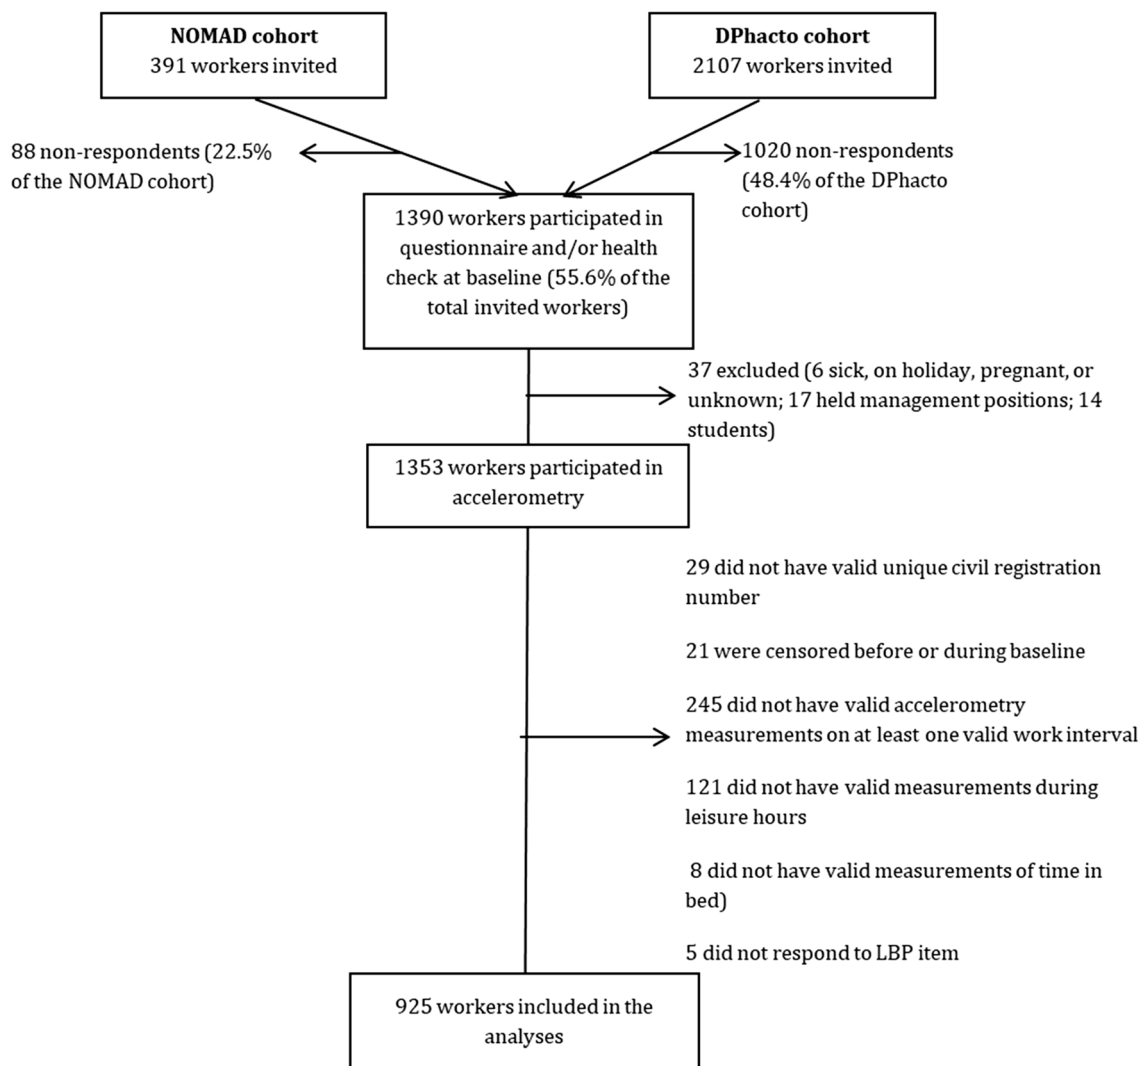 NOMAD cohort
391 workers invited
DPhacto cohort
2107 workers invited
88 non-respondents (22.5%
of the NOMAD cohort)
1020 non-respondents
(48.4% of the DPhacto
cohort)
1390 workers participated in
questionnaire and/or health
check at baseline (55.6% of the
total invited workers)
37 excluded (6 sick, on holiday, pregnant, or
unknown; 17 held management positions; 14
students)
1353 workers participated in
accelerometry
29 did not have valid unique civil registration
number
21 were censored before or during baseline
245 did not have valid accelerometry
measurements on at least one valid work interval
121 did not have valid measurements during
leisure hours
8 did not have valid measurements of time in
bed)
5 did not respond to LBP item
925 workers included in the
analyses